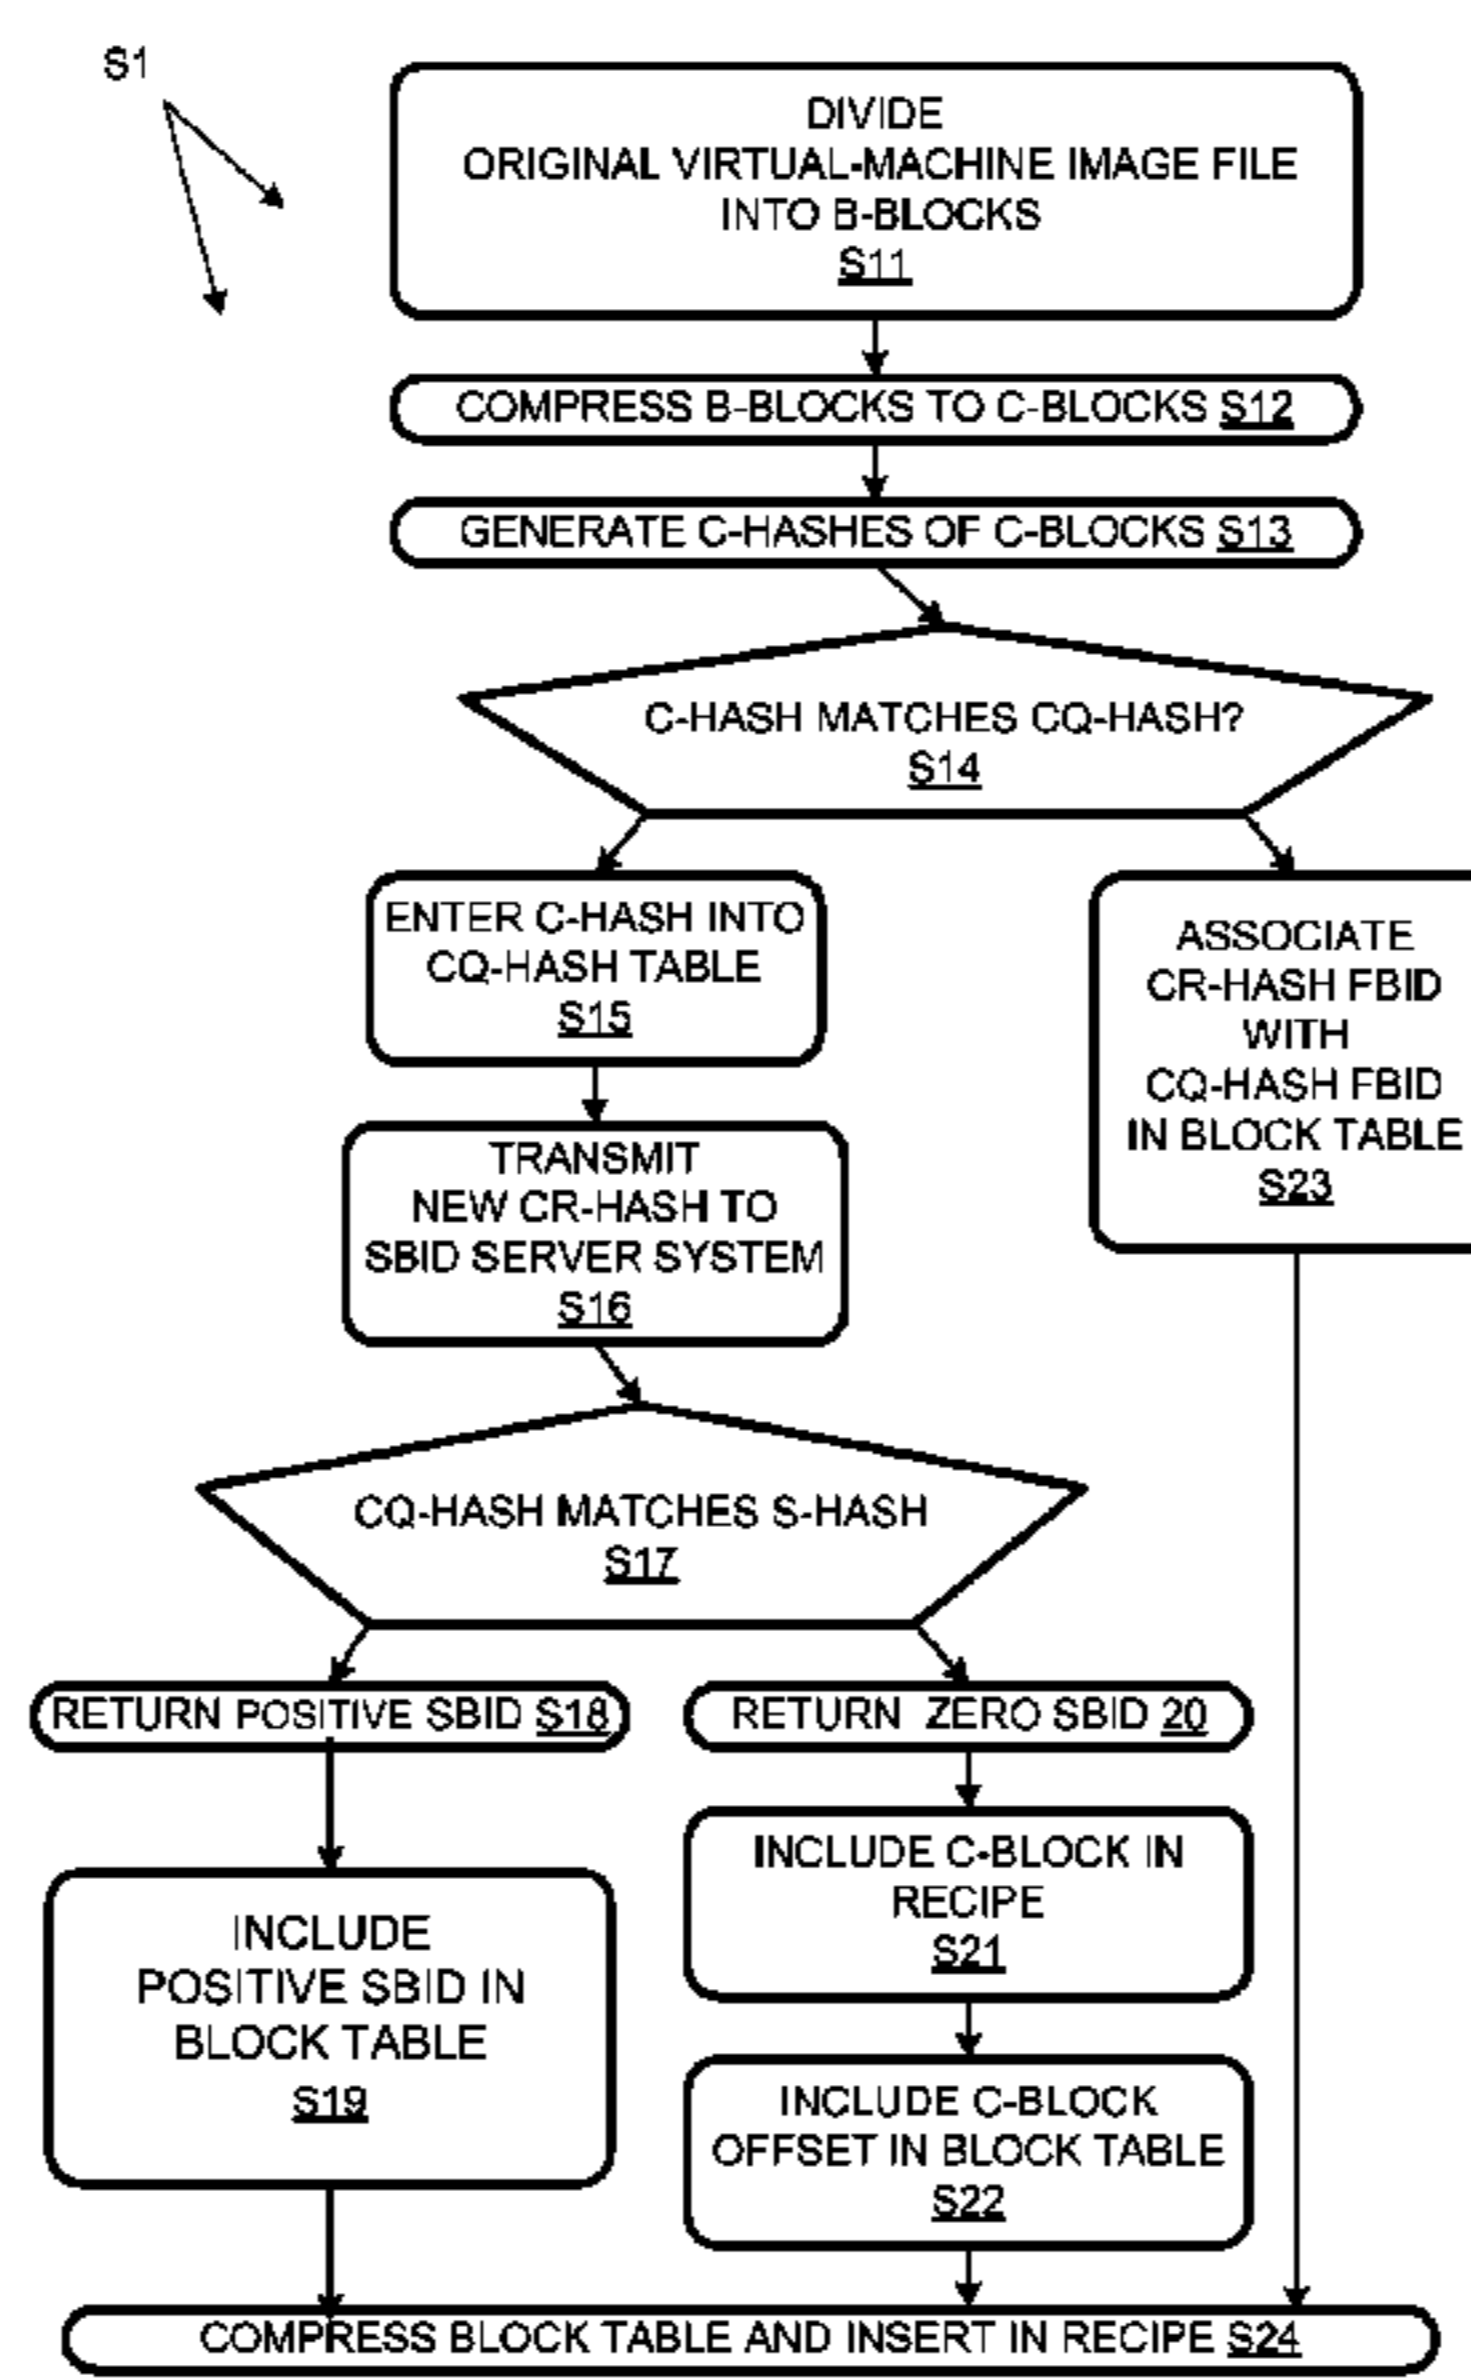 S1
DIVIDE
ORIGINAL VIRTUAL-MACHINE IMAGE FILE
INTO B-BLOCKS
S11
COMPRESS B-BLOCKS TO C-BLOCKS S12
GENERATE C-HASHES OF C-BLOCKS S13
C-HASH MATCHES CQ-HASH?
S14
ENTER C-HASH INTO
CQ-HASH TABLE
S15
ASSOCIATE
CR-HASH FBID
WITH
CQ-HASH FBID
IN BLOCK TABLE
S23
TRANSMIT
NEW CR-HASH TO
SBID SERVER SYSTEM
S16
CQ-HASH MATCHES S-HASH
S17
RETURN POSITIVE SBID S18
RETURN ZERO SBID 20
INCLUDE
POSITIVE SBID IN
BLOCK TABLE
S19
INCLUDE C-BLOCK IN
RECIPE
S21
INCLUDE C-BLOCK
OFFSET IN BLOCK TABLE
S22
COMPRESS BLOCK TABLE AND INSERT IN RECIPE S24